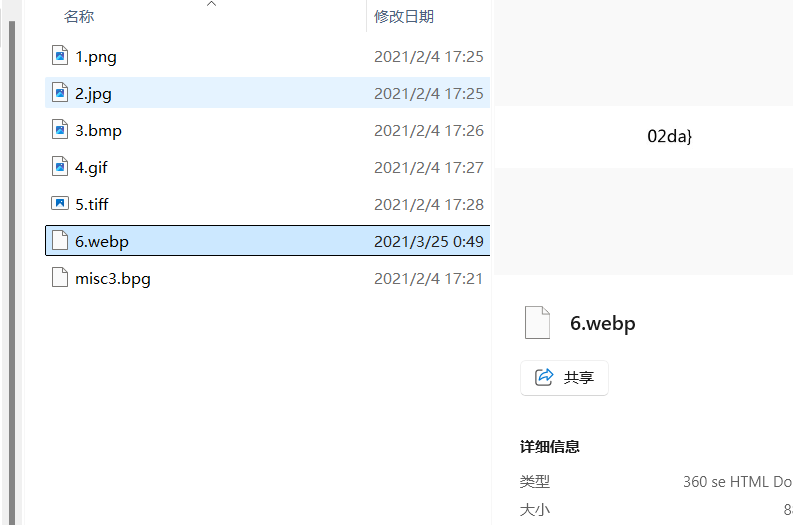 名称 修改日期
1.png 2021/2/4 17:25
2.jpg 2021/2/4 17:25
3.bmp 2021/2/4 17:26
4.gif 2021/2/4 17:27
5.tiff 2021/2/4 17:28
6.webp 2021/3/25 0:49
misc3.bpg 2021/2/4 17:21
02da}
6.webp
共享
详细信息
类型 360 se HTML Do
大小